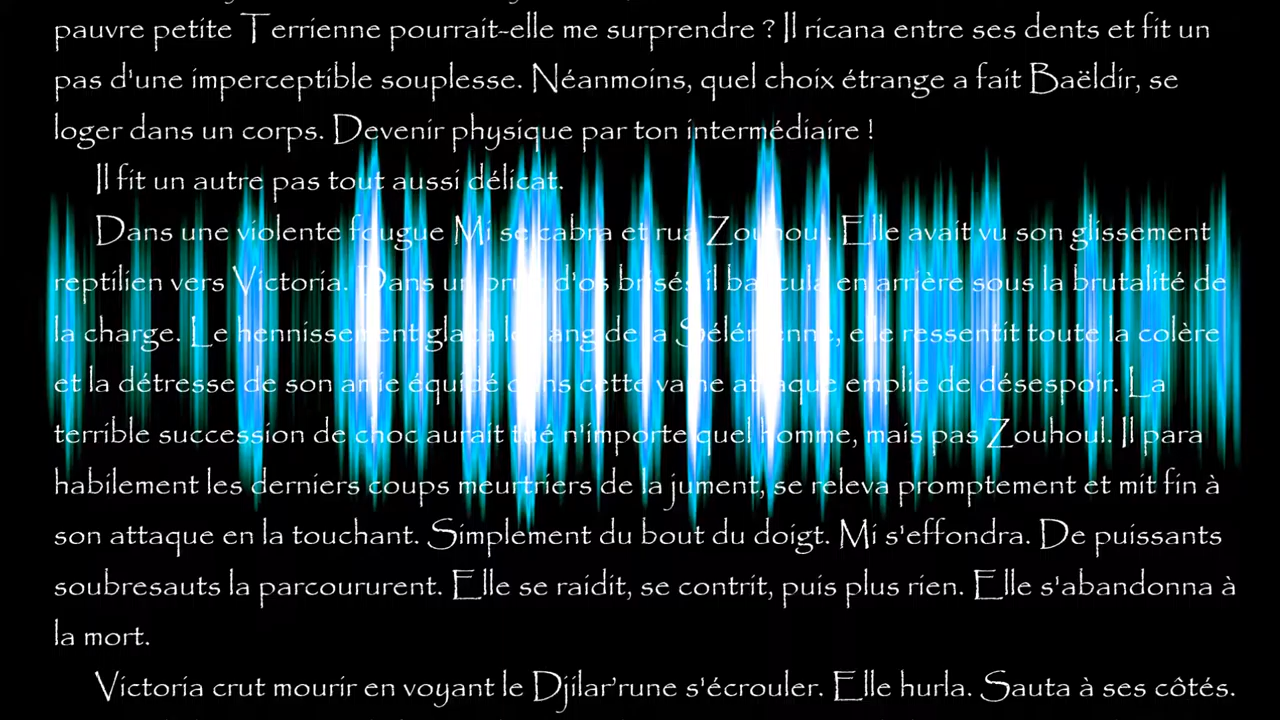 pauvre petite Terrienne pourrait-elle me surprendre ? Il ricana entre ses dents et fit un
pas d'une imperceptible souplesse. Néanmoins, quel choix étrange a fait Baëldir, se
loger dans un corps. Devenir physique par ton intermédiaire !
Il fit un autre pas tout aussi délicat.
Dans une violente fougue Mi se cabra et rua Zouhoul. Elle avait vu son glissement
reptilien vers Victoria. Dans un bruit d'os brisés il bascula en arrière sous la brutalité de
la charge. Le hennissement glaça le sang de la Sélénienne, elle ressentit toute la colère
et la détresse de son amie équidé dans cette vaine attaque emplie de désespoir. La
terrible succession de choc aurait tué n'importe quel homme, mais pas Zouhoul. Il para
habilement les derniers coups meurtriers de la jument, se releva promptement et mit fin à
son attaque en la touchant. Simplement du bout du doigt. Mi s'effondra. De puissants
soubresauts la parcoururent. Elle se raidit, se contrit, puis plus rien. Elle s'abandonna à
la mort.
Victoria crut mourir en voyant le Djilar’rune s'écrouler. Elle hurla. Sauta à ses côtés.